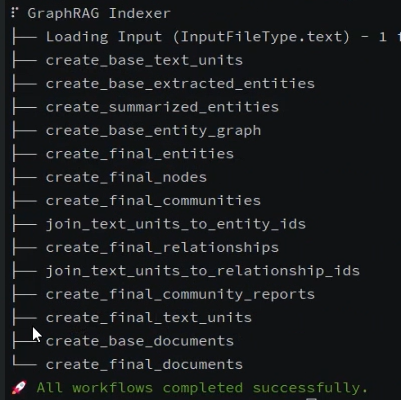 GraphRAG Indexer
├── Loading Input (InputFileType.text) - 1
├── create_base_text_units
├── create_base_extracted_entities
├── create_summarized_entities
├── create_base_entity_graph
├── create_final_entities
├── create_final_nodes
├── create_final_communities
├── join_text_units_to_entity_ids
├── create_final_relationships
├── join_text_units_to_relationship_ids
├── create_final_community_reports
├── create_final_text_units
├── create_base_documents
└── create_final_documents
🚀 All workflows completed successfully.